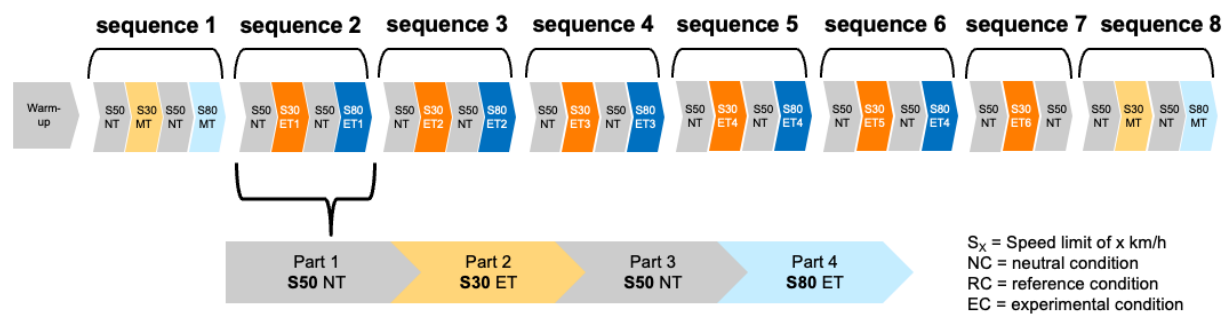 sequence 1 sequence 2 sequence 3 sequence 4 sequence 5 sequence 6 sequence 7 sequence 8
Warm-
up
S50 S30 S50 S80
NT MT NT MT
S50 S30 S50 S80
NT ET1 NT ET1
S50 S30 S50 S80
NT ET2 NT ET2
S50 S30 S50 S80
NT ET3 NT ET3
S50 S30 S50 S80
NT ET4 NT ET4
S50 S30 S50 S80
NT ET5 NT ET4
S50 S30 S50
NT ET6 NT
S50 S30 S50 S80
NT MT NT MT
Part 1
S50 NT
Part 2
S30 ET
Part 3
S50 NT
Part 4
S80 ET
Sx = Speed limit of x km/h
NC = neutral condition
RC = reference condition
EC = experimental condition